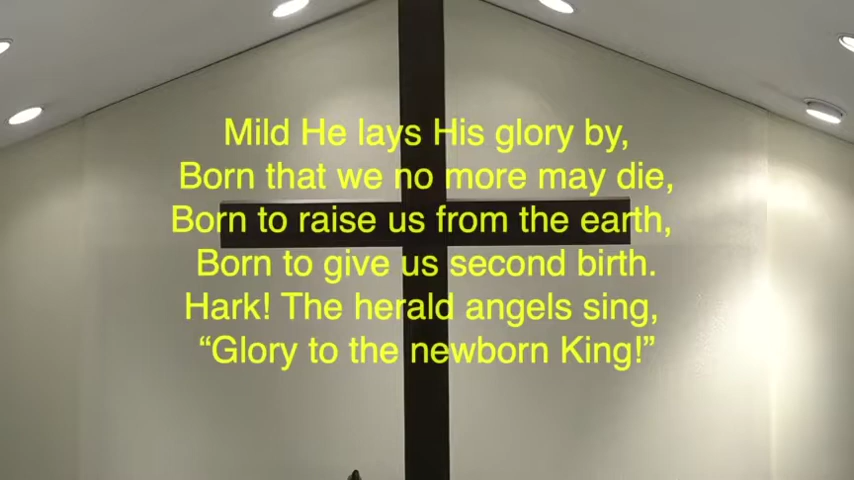 Mild He lays His glory by,
Born that we no more may die,
Born to raise us from the earth,
Born to give us second birth.
Hark! The herald angels sing,
“Glory to the newborn King!”